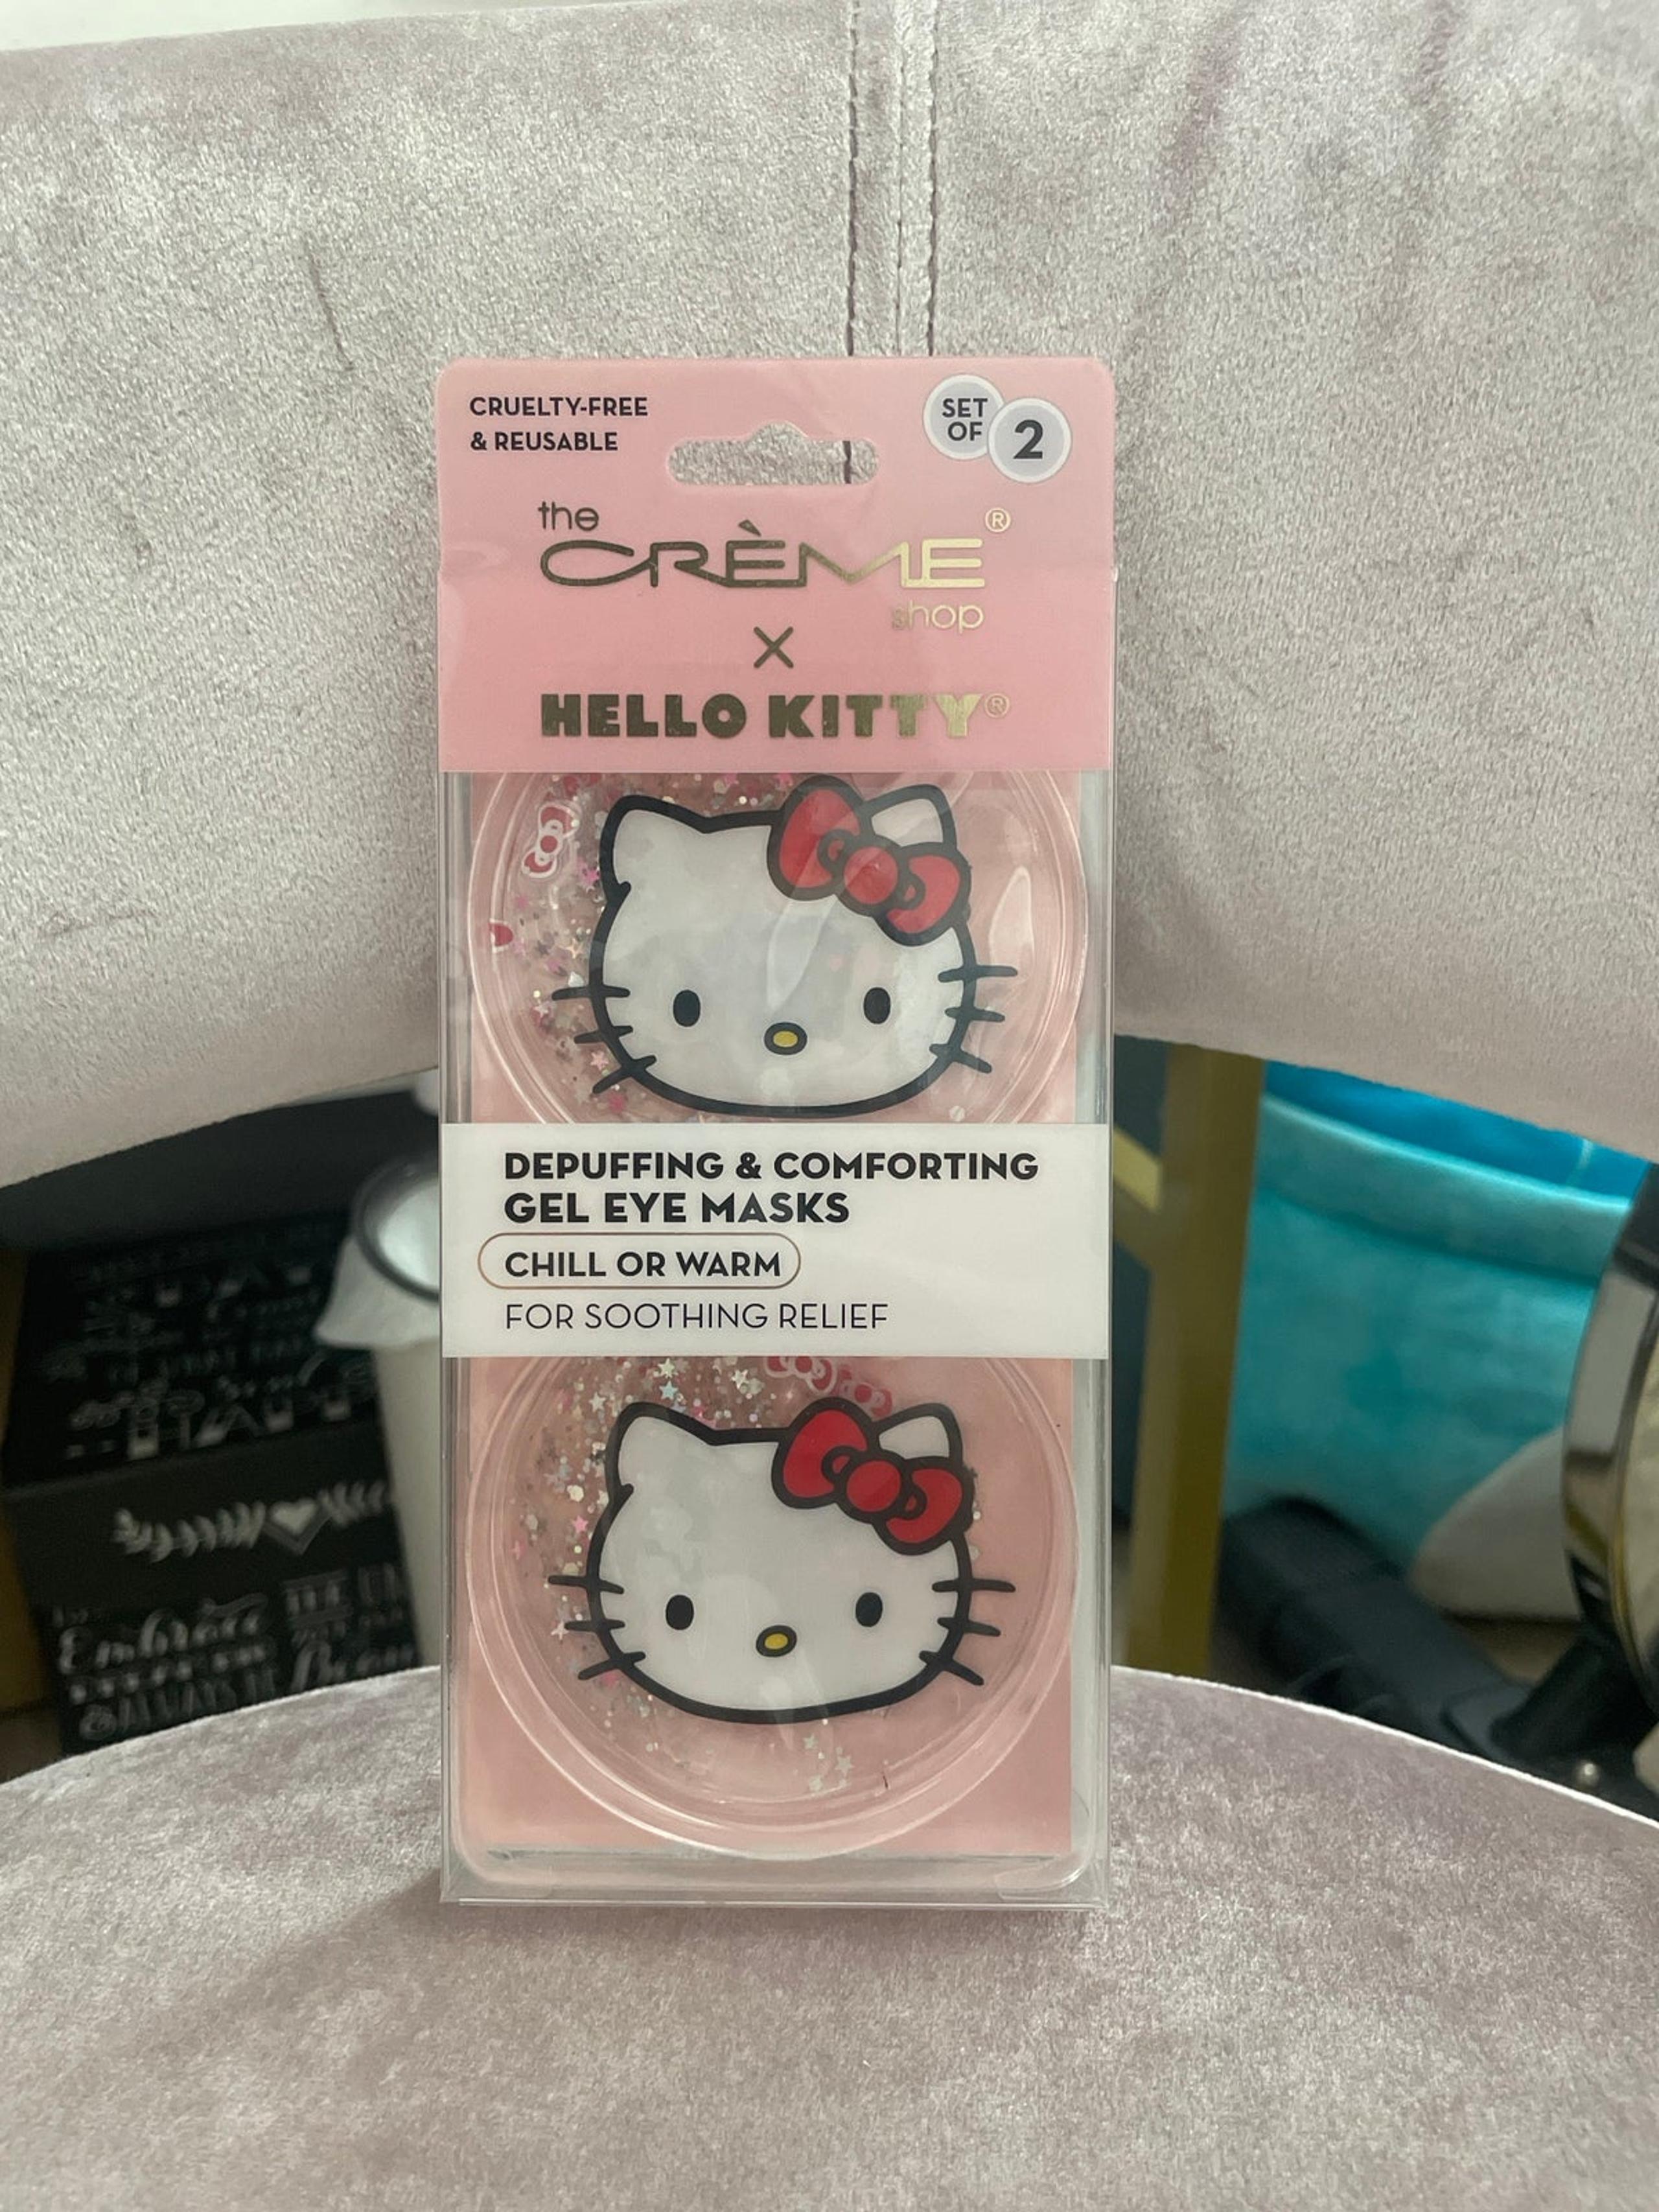 CRUELTY-FREE
& REUSABLE
SET
OF 2
the
CRÈME®
shop
×
HELLO KITTY®
DEPUFFING & COMFORTING
GEL EYE MASKS
CHILL OR WARM
FOR SOOTHING RELIEF
Embrace